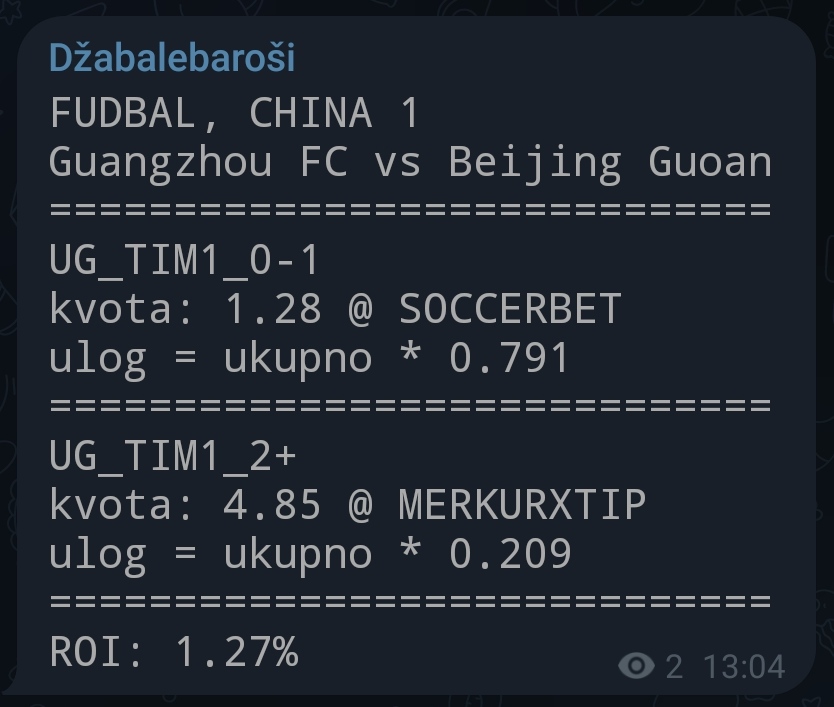 Džabalebaroši
FUDBAL, CHINA 1
Guangzhou FC vs Beijing Guoan
=============================
UG_TIM1_0-1
kvota: 1.28 @ SOCCERBET
ulog = ukupno * 0.791
=============================
UG_TIM1_2+
kvota: 4.85 @ MERKURXTIP
ulog = ukupno * 0.209
=============================
ROI: 1.27%
2 13:04